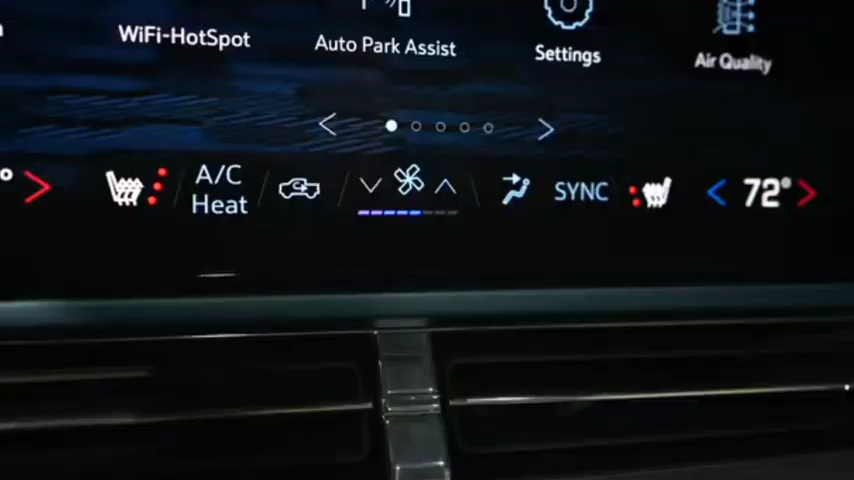 WiFi-HotSpot
Auto Park Assist
Settings
Air Quality
A/C
Heat
SYNC
72°